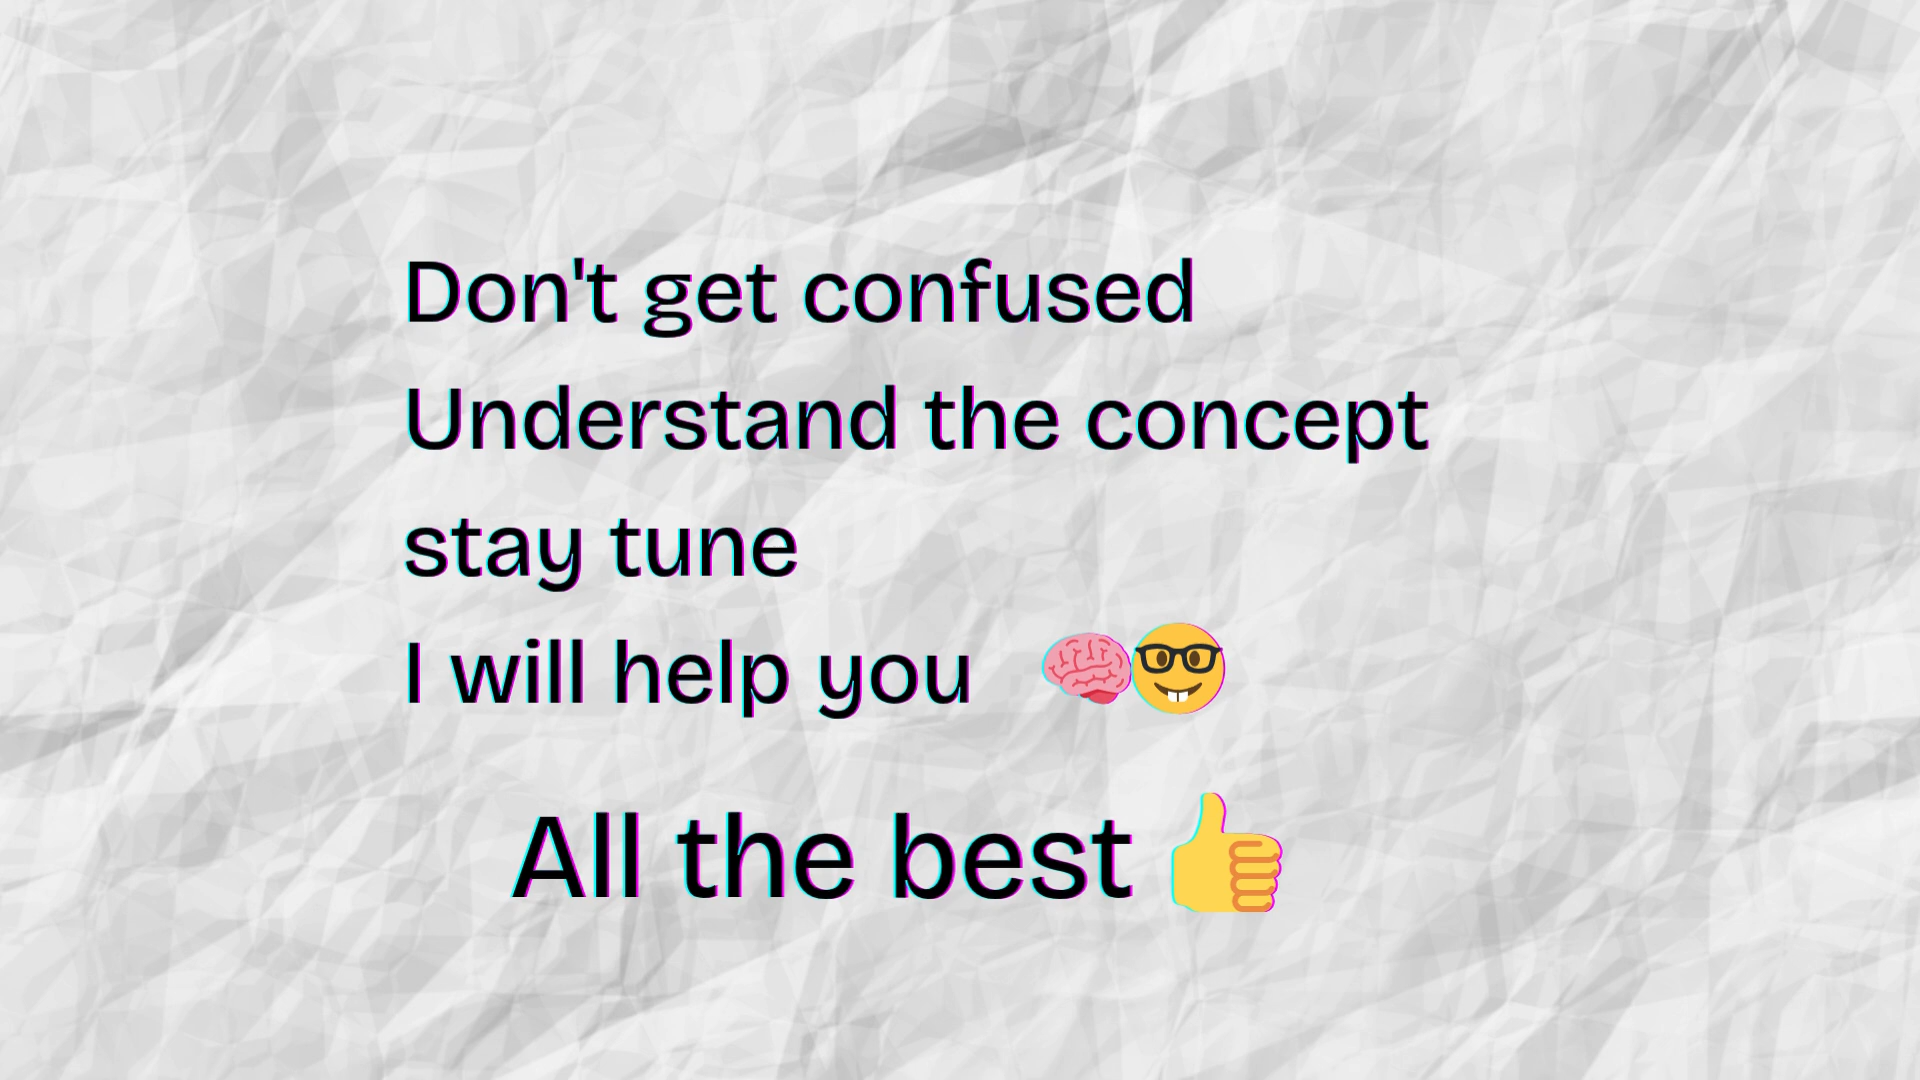 Don't get confused
Understand the concept
stay tune
I will help you 🧠🤓
All the best 👍